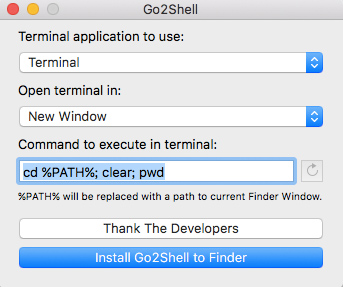 Go2Shell
Terminal application to use:
Terminal
Open terminal in:
New Window
Command to execute in terminal:
cd %PATH%; clear; pwd
%PATH% will be replaced with a path to current Finder Window.
Thank The Developers
Install Go2Shell to Finder